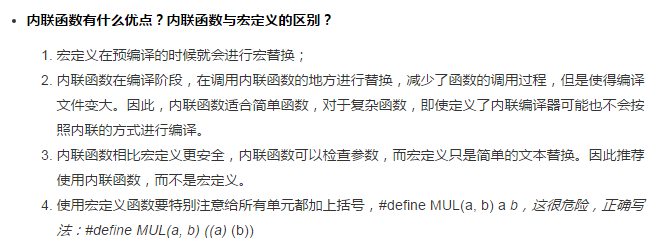 • 内联函数有什么优点？内联函数与宏定义的区别？
1. 宏定义在预编译的时候就会进行宏替换；
2. 内联函数在编译阶段，在调用内联函数的地方进行替换，减少了函数的调用过程，但是使得编译
文件变大。因此，内联函数适合简单函数，对于复杂函数，即使定义了内联编译器可能也不会按
照内联的方式进行编译。
3. 内联函数相比宏定义更安全，内联函数可以检查参数，而宏定义只是简单的文本替换。因此推荐
使用内联函数，而不是宏定义。
4. 使用宏定义函数要特别注意给所有单元都加上括号，#define MUL(a, b) a b，这很危险，正确写
法：#define MUL(a, b) ((a) (b))